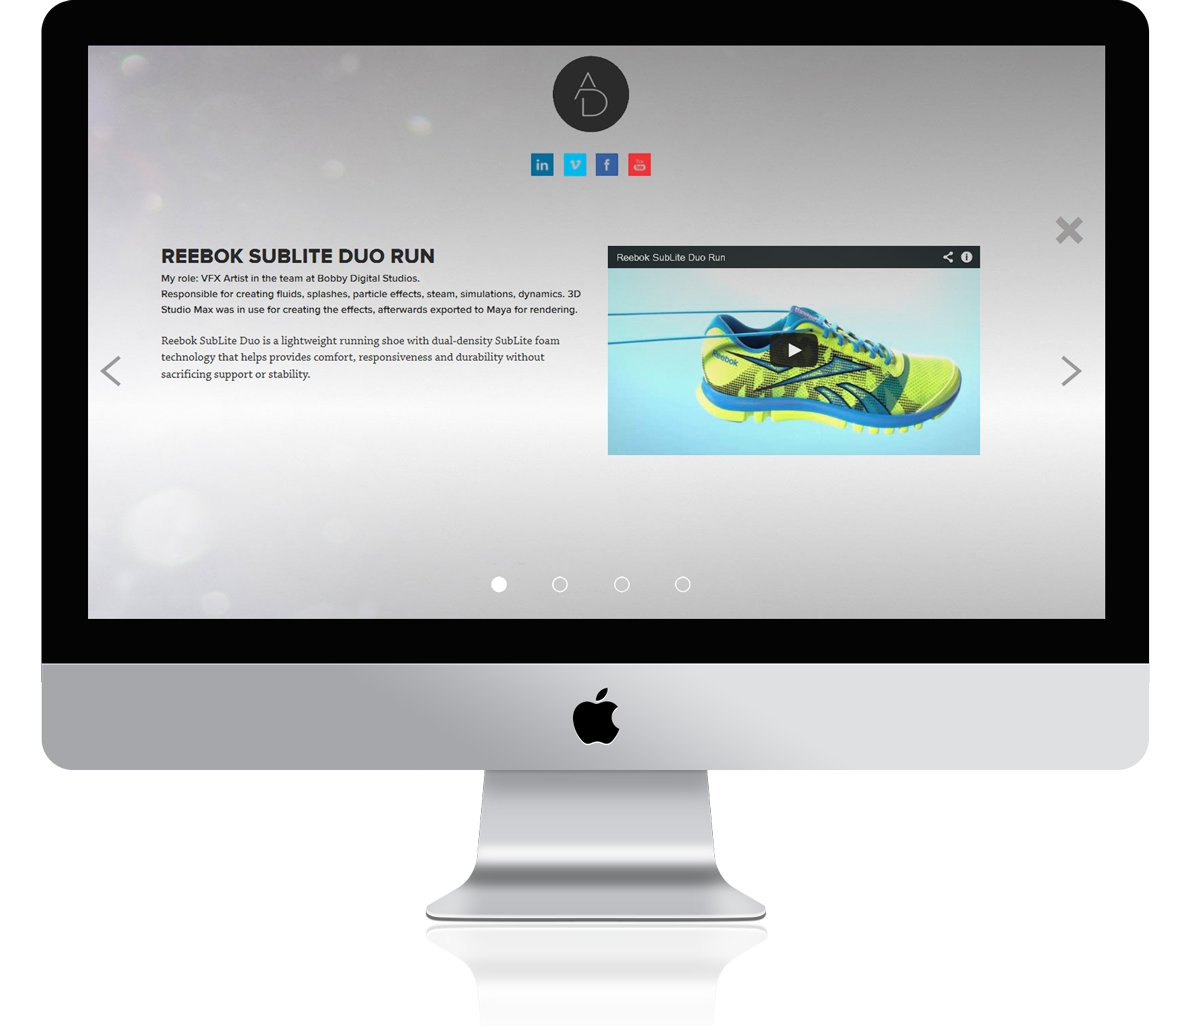 AD
in
f
You
Tube
REEBOK SUBLITE DUO RUN
My role: VFX Artist in the team at Bobby Digital Studios.
Responsible for creating fluids, splashes, particle effects, steam, simulations, dynamics. 3D
Studio Max was in use for creating the effects, afterwards exported to Maya for rendering.
Reebok SubLite Duo is a lightweight running shoe with dual-density SubLite foam
technology that helps provides comfort, responsiveness and durability without
sacrificing support or stability.
Reebok SubLite Duo Run
Reebok